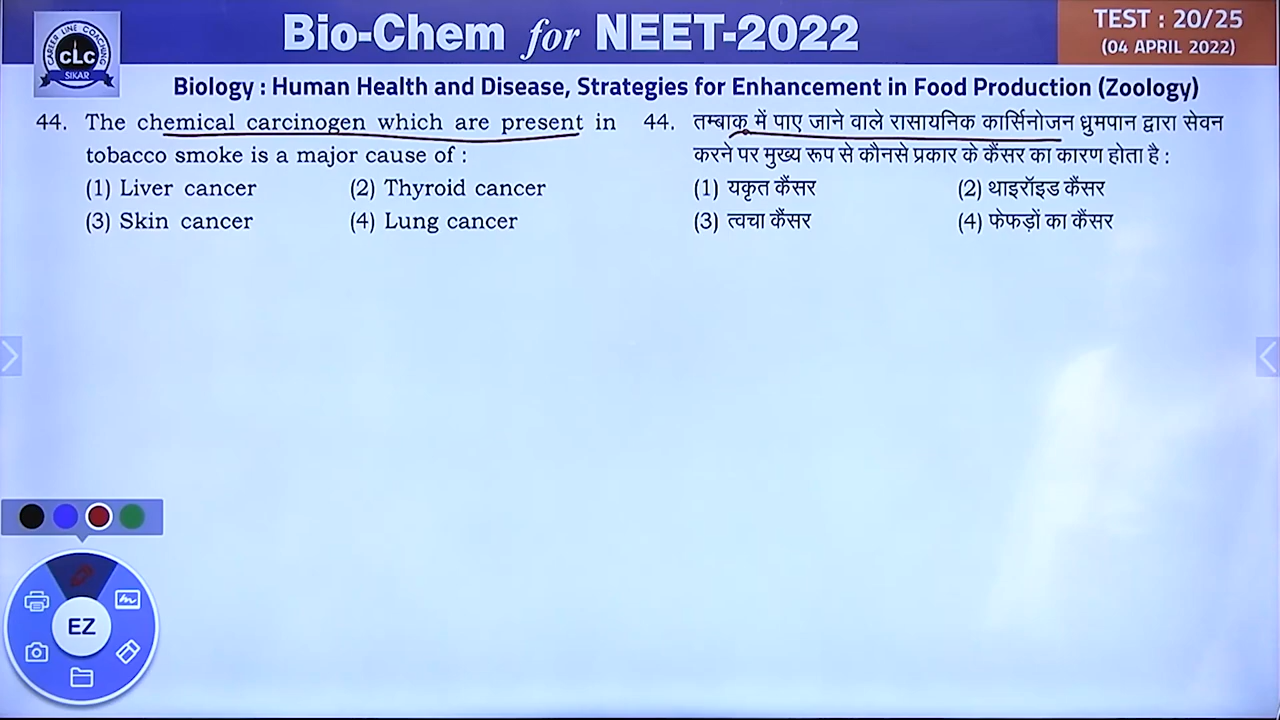 Bio-Chem for NEET-2022
TEST : 20/25
(04 APRIL 2022)
CAREER LINE COACHING
CLC
SIKAR
Biology : Human Health and Disease, Strategies for Enhancement in Food Production (Zoology)
44. The chemical carcinogen which are present in
tobacco smoke is a major cause of :
(1) Liver cancer (2) Thyroid cancer
(3) Skin cancer (4) Lung cancer
44. तम्बाकू में पाए जाने वाले रासायनिक कार्सिनोजन ध्रुमपान द्वारा सेवन
करने पर मुख्य रूप से कौनसे प्रकार के कैंसर का कारण होता है :
(1) यकृत कैंसर (2) थाइरॉइड कैंसर
(3) त्वचा कैंसर (4) फेफड़ों का कैंसर
EZ